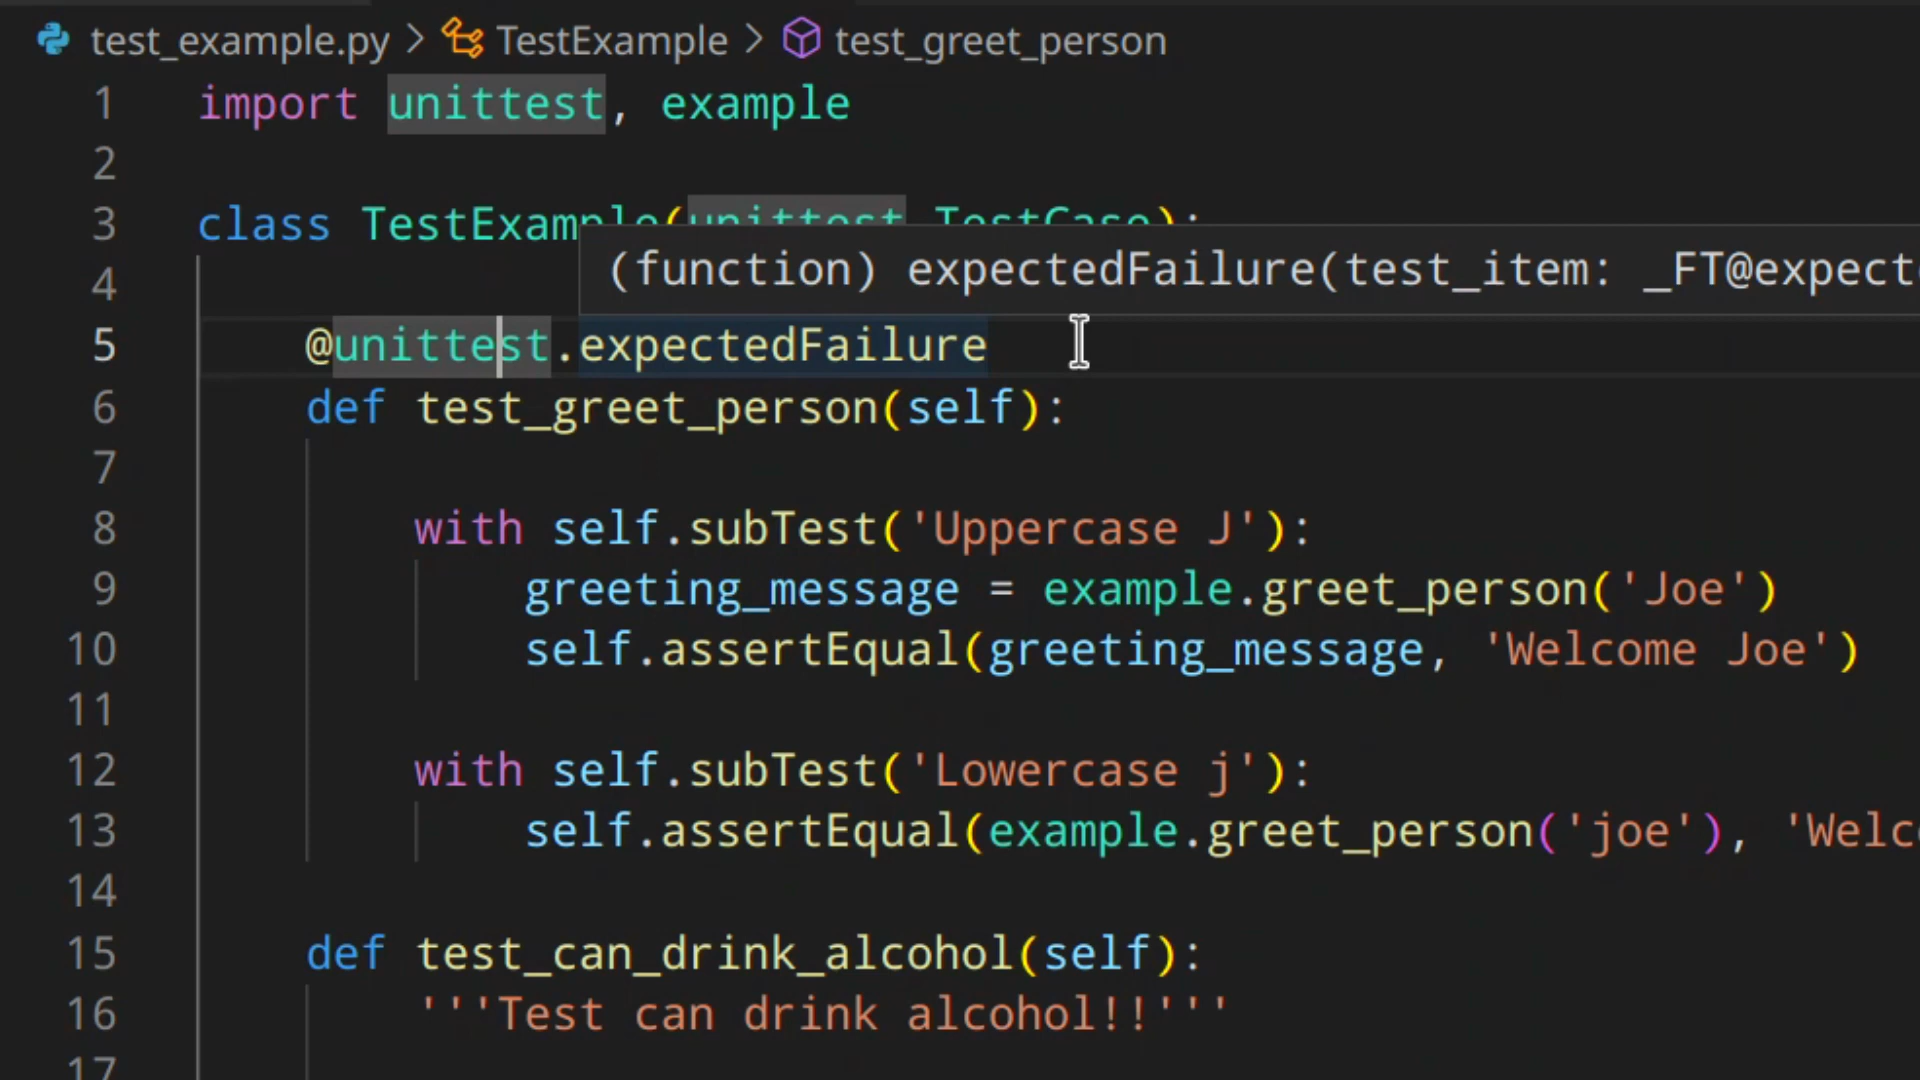 test_example.py > TestExample > test_greet_person
1 import unittest, example
2
3 class TestExample(unittest.TestCase):
(function) expectedFailure(test_item: _FT@expect
4
5 @unittest.expectedFailure
6 def test_greet_person(self):
7
8 with self.subTest('Uppercase J'):
9 greeting_message = example.greet_person('Joe')
10 self.assertEqual(greeting_message, 'Welcome Joe')
11
12 with self.subTest('Lowercase j'):
13 self.assertEqual(example.greet_person('joe'), 'Welc
14
15 def test_can_drink_alcohol(self):
16 '''Test can drink alcohol!!'''
17